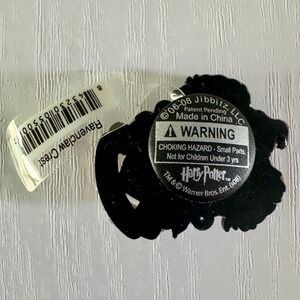 ©'06-08 Jibbitz, LLC
Patent Pending
Made in China
WARNING
CHOKING HAZARD - Small Parts,
Not for Children Under 3 yrs
Harry Potter™
TM&© Warner Bros. Ent. (s08)
Ravenclaw Crest